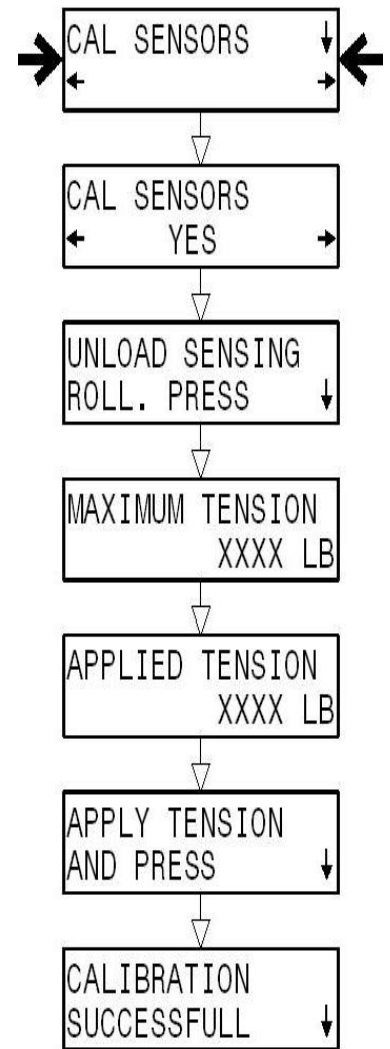 CAL SENSORS ↓
← →
CAL SENSORS
← YES →
UNLOAD SENSING
ROLL. PRESS ↓
MAXIMUM TENSION
XXXX LB
APPLIED TENSION
XXXX LB
APPLY TENSION
AND PRESS ↓
CALIBRATION
SUCCESSFULL ↓